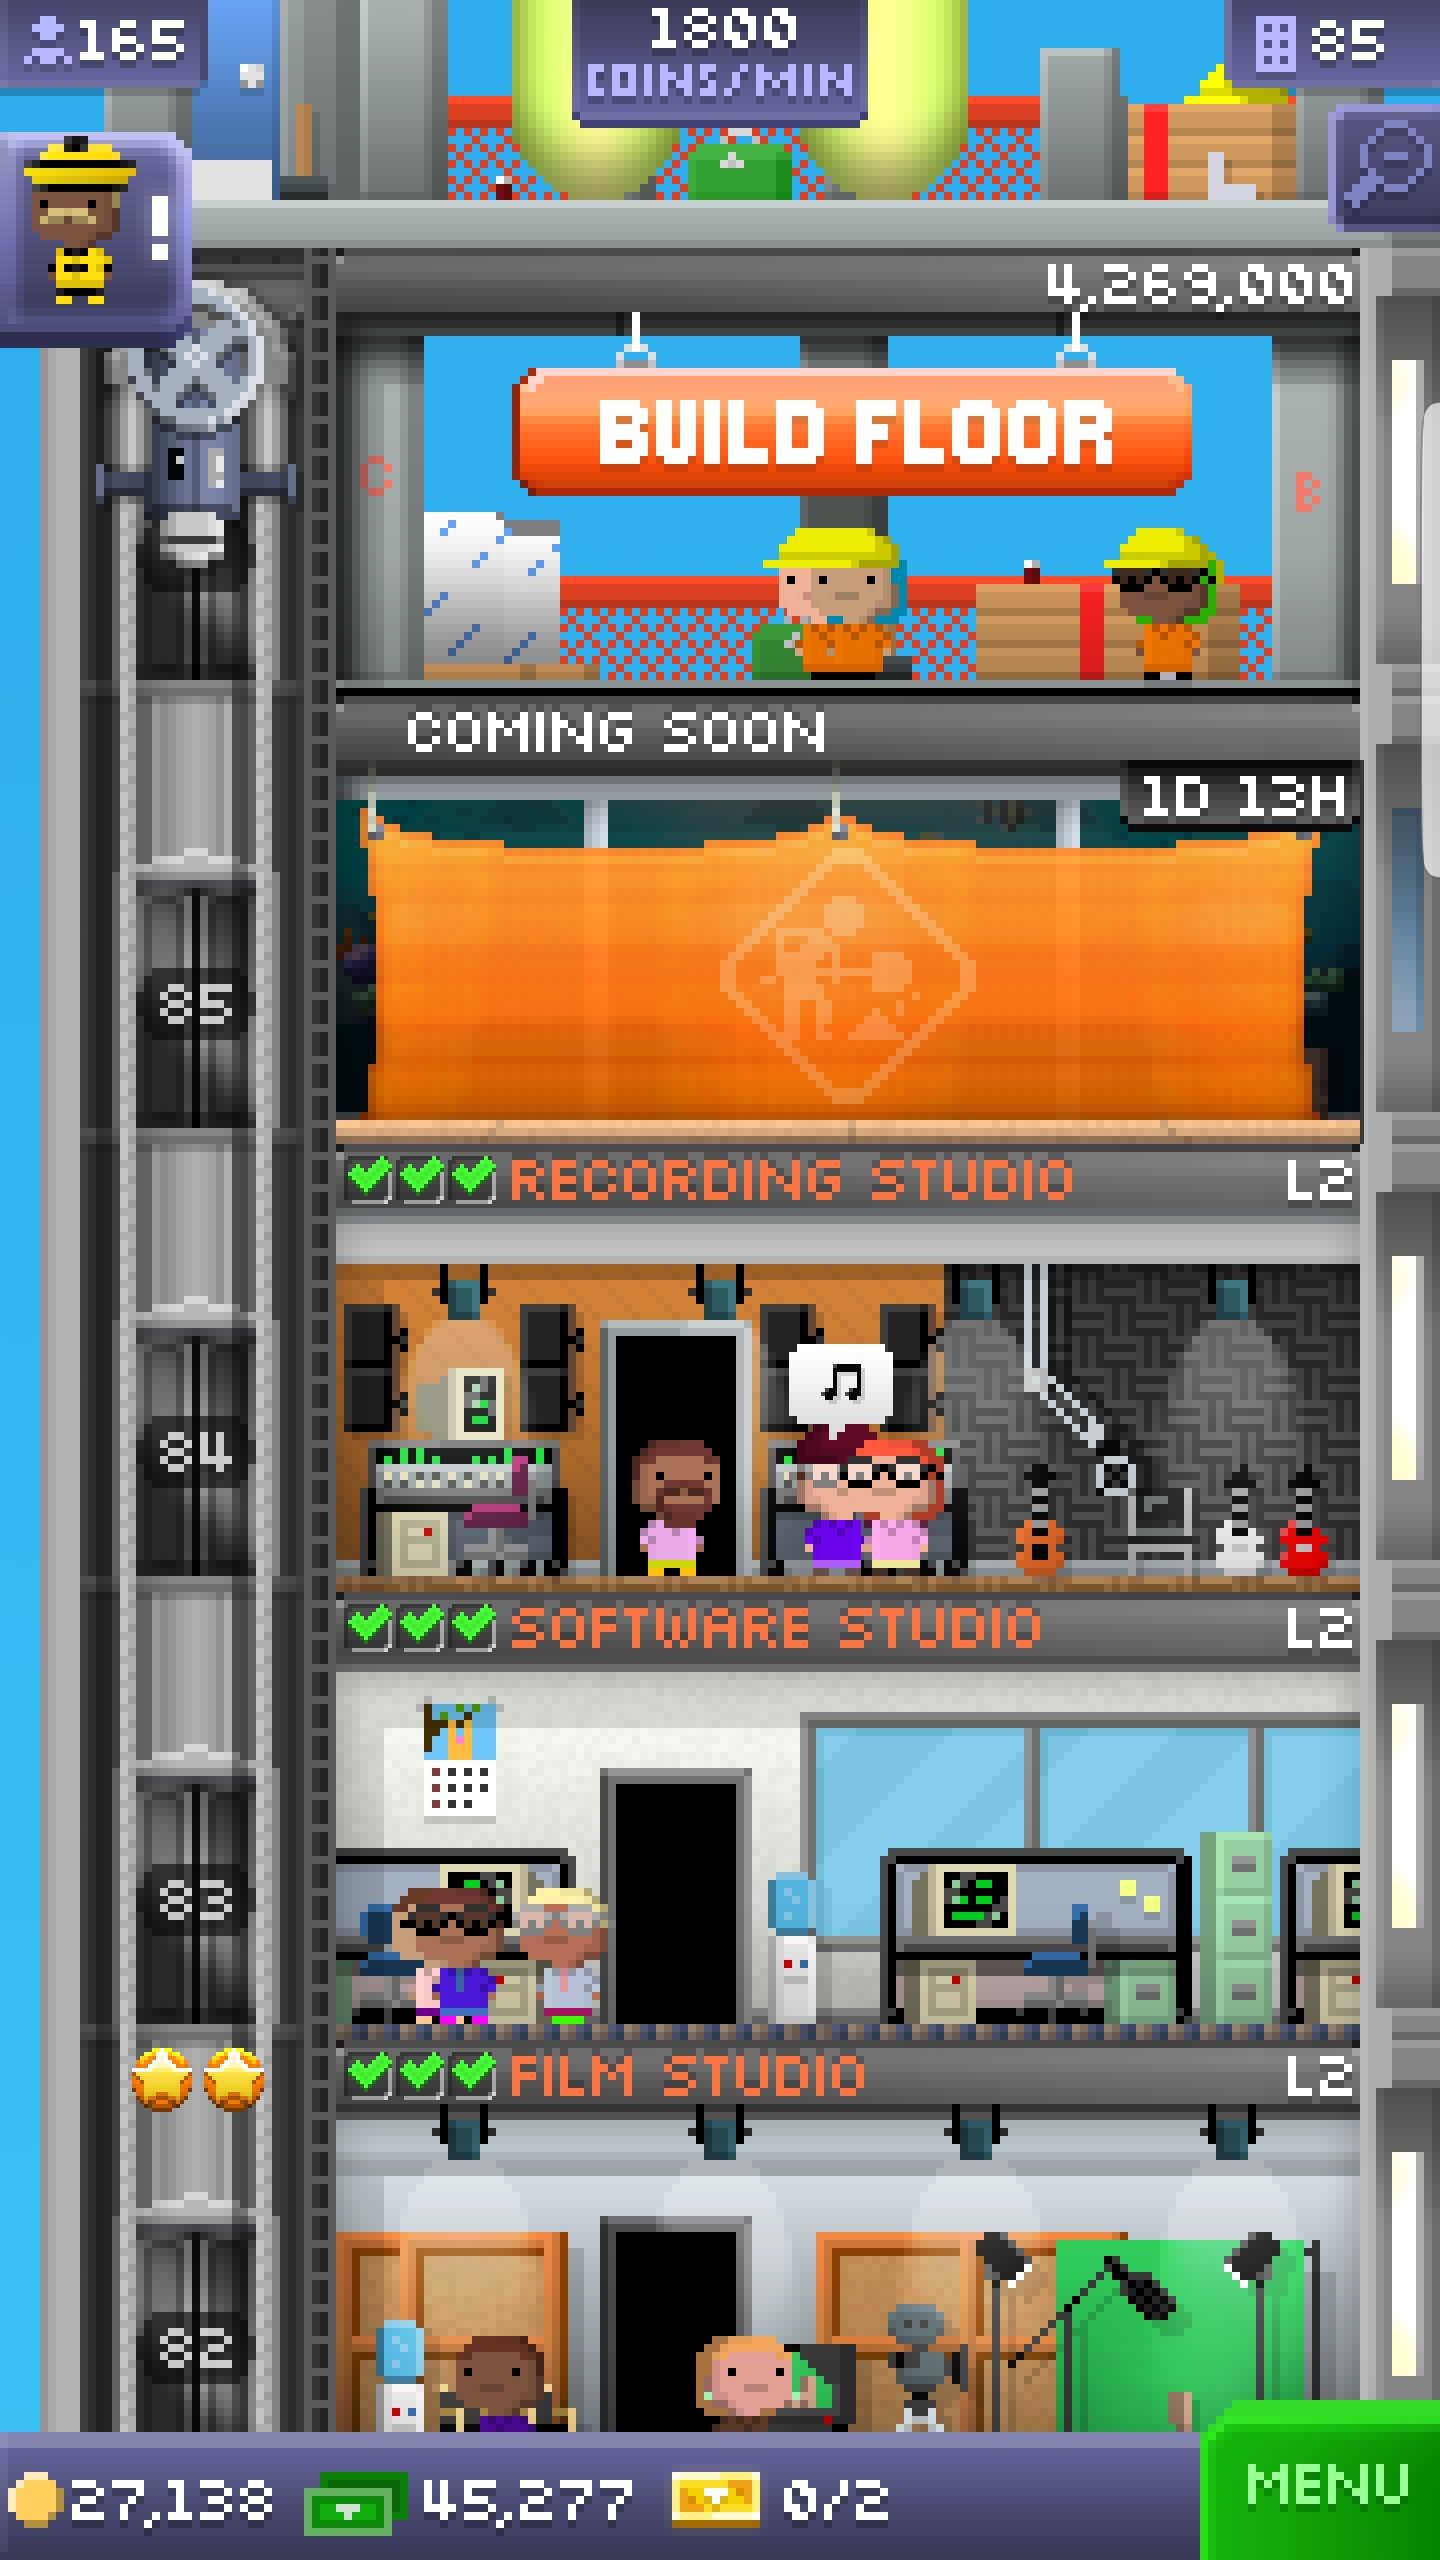 165
1800
COINS/MIN
85
!
4,269,000
BUILD FLOOR
C
B
COMING SOON
1D 13H
85
RECORDING STUDIO L2
84
SOFTWARE STUDIO L2
83
FILM STUDIO L2
82
27,138 45,277 0/2 MENU